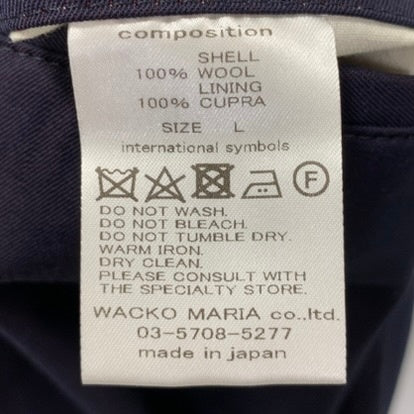 composition
SHELL
100% WOOL
LINING
100% CUPRA
SIZE L
international symbols
F
DO NOT WASH.
DO NOT BLEACH.
DO NOT TUMBLE DRY.
WARM IRON.
DRY CLEAN.
PLEASE CONSULT WITH
THE SPECIALTY STORE.
WACKO MARIA co.,ltd.
03-5708-5277
made in japan